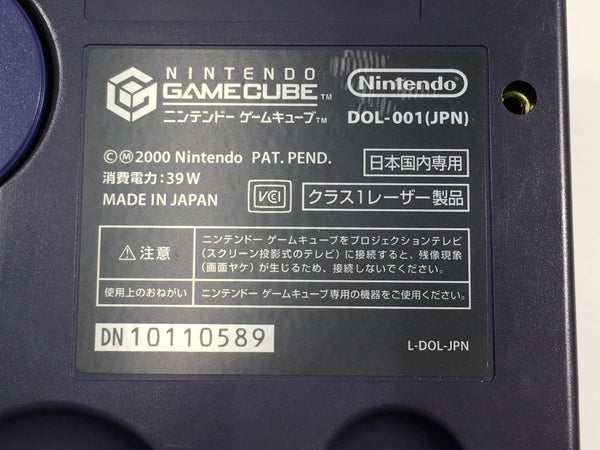 NINTENDO
GAMECUBE™
ニンテンドー ゲームキューブ™
Nintendo®
DOL-001(JPN)
©Ⓜ2000 Nintendo PAT. PEND.
日本国内専用
消費電力:39W
MADE IN JAPAN
VCI
クラス1レーザー製品
⚠注意
ニンテンドー ゲームキューブをプロジェクションテレビ
(スクリーン投影式のテレビ)に接続すると、残像現象
(画面ヤケ)が生じるため、接続しないでください。
使用上のおねがい
ニンテンドー ゲームキューブ専用の機器をご使用ください。
DN 10110589
L-DOL-JPN